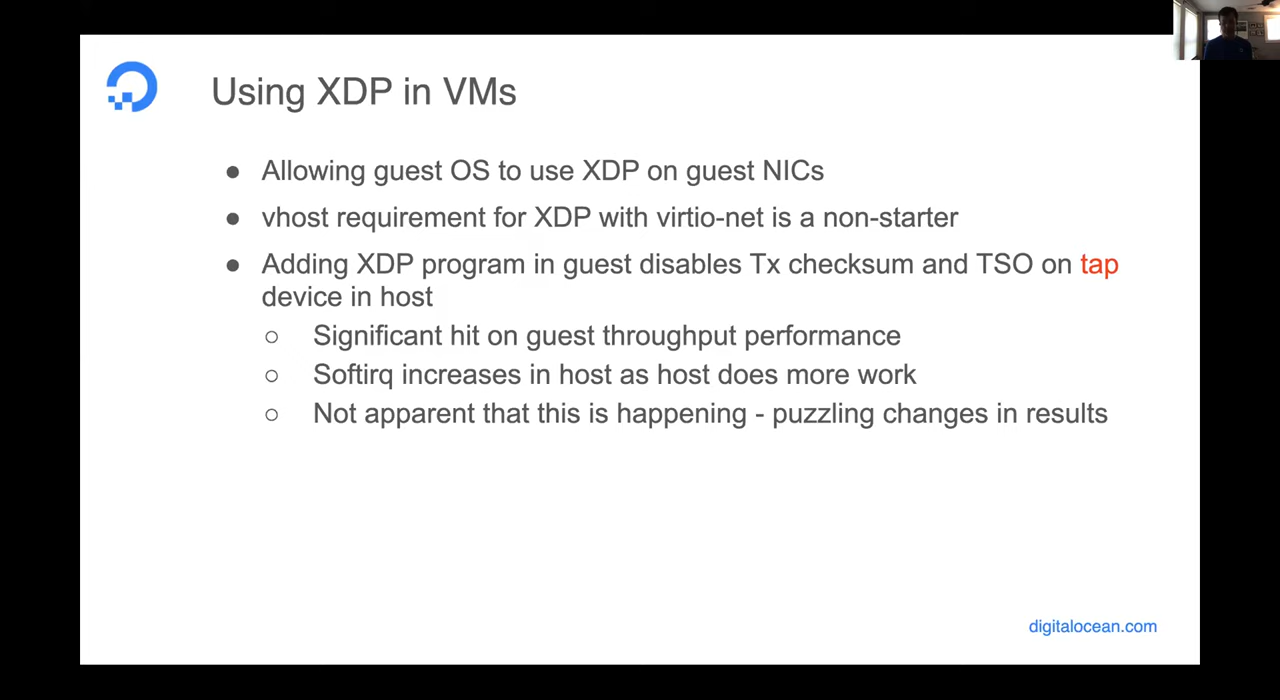 Using XDP in VMs
● Allowing guest OS to use XDP on guest NICs
● vhost requirement for XDP with virtio-net is a non-starter
● Adding XDP program in guest disables Tx checksum and TSO on tap
device in host
○ Significant hit on guest throughput performance
○ Softirq increases in host as host does more work
○ Not apparent that this is happening - puzzling changes in results
digitalocean.com